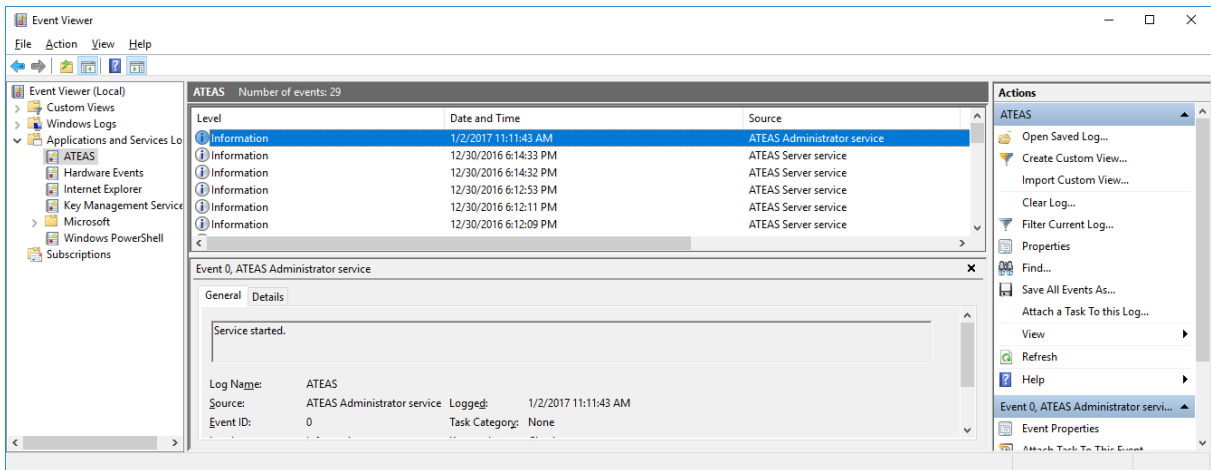 Event Viewer
File Action View Help
Event Viewer (Local)
Custom Views
Windows Logs
Applications and Services Lo
ATEAS
Hardware Events
Internet Explorer
Key Management Service
Microsoft
Windows PowerShell
Subscriptions
ATEAS Number of events: 29
Level Date and Time Source
Information 1/2/2017 11:11:43 AM ATEAS Administrator service
Information 12/30/2016 6:14:33 PM ATEAS Server service
Information 12/30/2016 6:14:32 PM ATEAS Server service
Information 12/30/2016 6:12:53 PM ATEAS Server service
Information 12/30/2016 6:12:11 PM ATEAS Server service
Information 12/30/2016 6:12:09 PM ATEAS Server service
Event 0, ATEAS Administrator service
General Details
Service started.
Log Name: ATEAS
Source: ATEAS Administrator service Logged: 1/2/2017 11:11:43 AM
Event ID: 0 Task Category: None
Actions
ATEAS
Open Saved Log...
Create Custom View...
Import Custom View...
Clear Log...
Filter Current Log...
Properties
Find...
Save All Events As...
Attach a Task To this Log...
View
Refresh
Help
Event 0, ATEAS Administrator servi...
Event Properties
Attach Task To This Event...